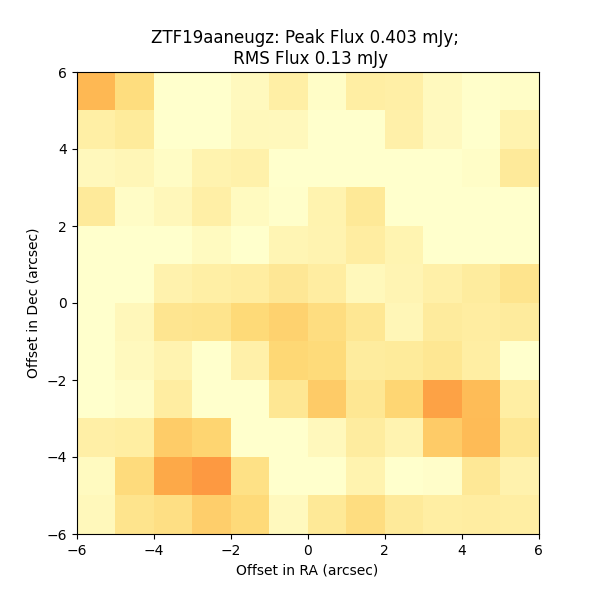 ZTF19aaneugz: Peak Flux 0.403 mJy;
RMS Flux 0.13 mJy
6
4
2
0
−2
−4
−6
Offset in Dec (arcsec)
−6 −4 −2 0 2 4 6
Offset in RA (arcsec)